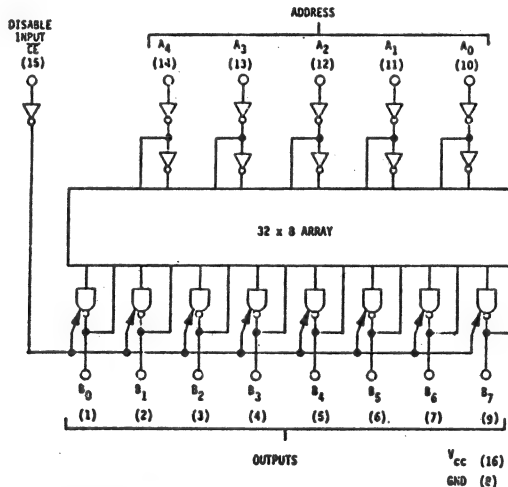 ADDRESS
DISABLE
INPUT
CE
(15)
A4 A3 A2 A1 A0
(14) (13) (12) (11) (10)
32 x 8 ARRAY
B0 B1 B2 B3 B4 B5 B6 B7
(1) (2) (3) (4) (5) (6) (7) (9)
OUTPUTS
Vcc (16)
GND (8)